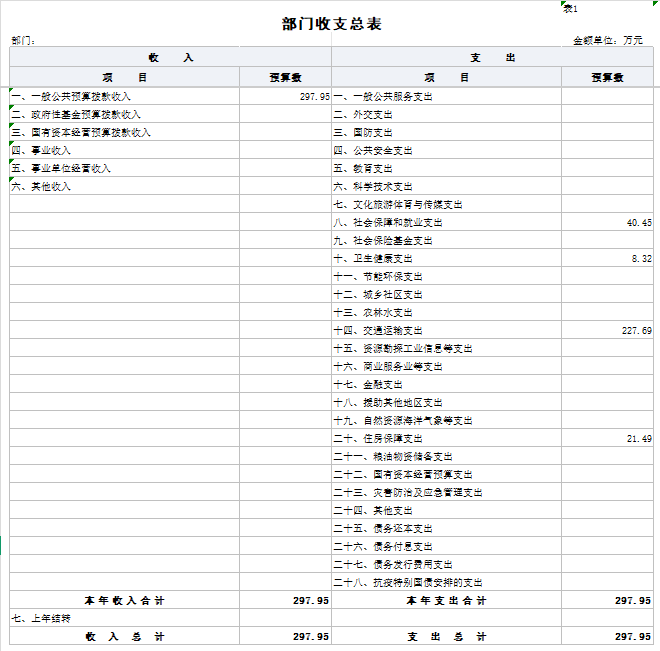 表1
部门收支总表
部门： 金额单位：万元
收 入 支 出
项 目 预算数 项 目 预算数
一、一般公共预算拨款收入 297.95 一、一般公共服务支出
二、政府性基金预算拨款收入 二、外交支出
三、国有资本经营预算拨款收入 三、国防支出
四、事业收入 四、公共安全支出
五、事业单位经营收入 五、教育支出
六、其他收入 六、科学技术支出
七、文化旅游体育与传媒支出
八、社会保障和就业支出 40.45
九、社会保险基金支出
十、卫生健康支出 8.32
十一、节能环保支出
十二、城乡社区支出
十三、农林水支出
十四、交通运输支出 227.69
十五、资源勘探工业信息等支出
十六、商业服务业等支出
十七、金融支出
十八、援助其他地区支出
十九、自然资源海洋气象等支出
二十、住房保障支出 21.49
二十一、粮油物资储备支出
二十二、国有资本经营预算支出
二十三、灾害防治及应急管理支出
二十四、其他支出
二十五、债务还本支出
二十六、债务付息支出
二十七、债务发行费用支出
二十八、抗疫特别国债安排的支出
本年收入合计 297.95 本年支出合计 297.95
七、上年结转
收 入 总 计 297.95 支 出 总 计 297.95